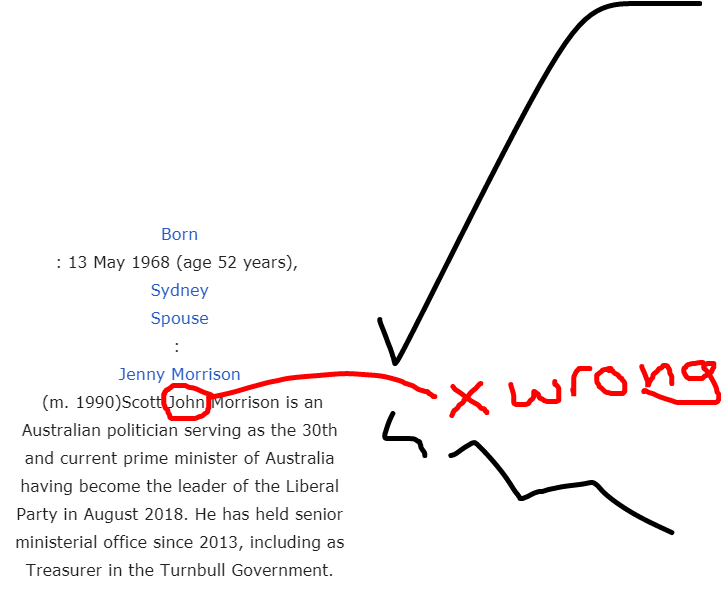 Born
: 13 May 1968 (age 52 years),
Sydney
Spouse
:
Jenny Morrison
(m. 1990)Scott John Morrison is an
x wrong
Australian politician serving as the 30th
and current prime minister of Australia
having become the leader of the Liberal
Party in August 2018. He has held senior
ministerial office since 2013, including as
Treasurer in the Turnbull Government.